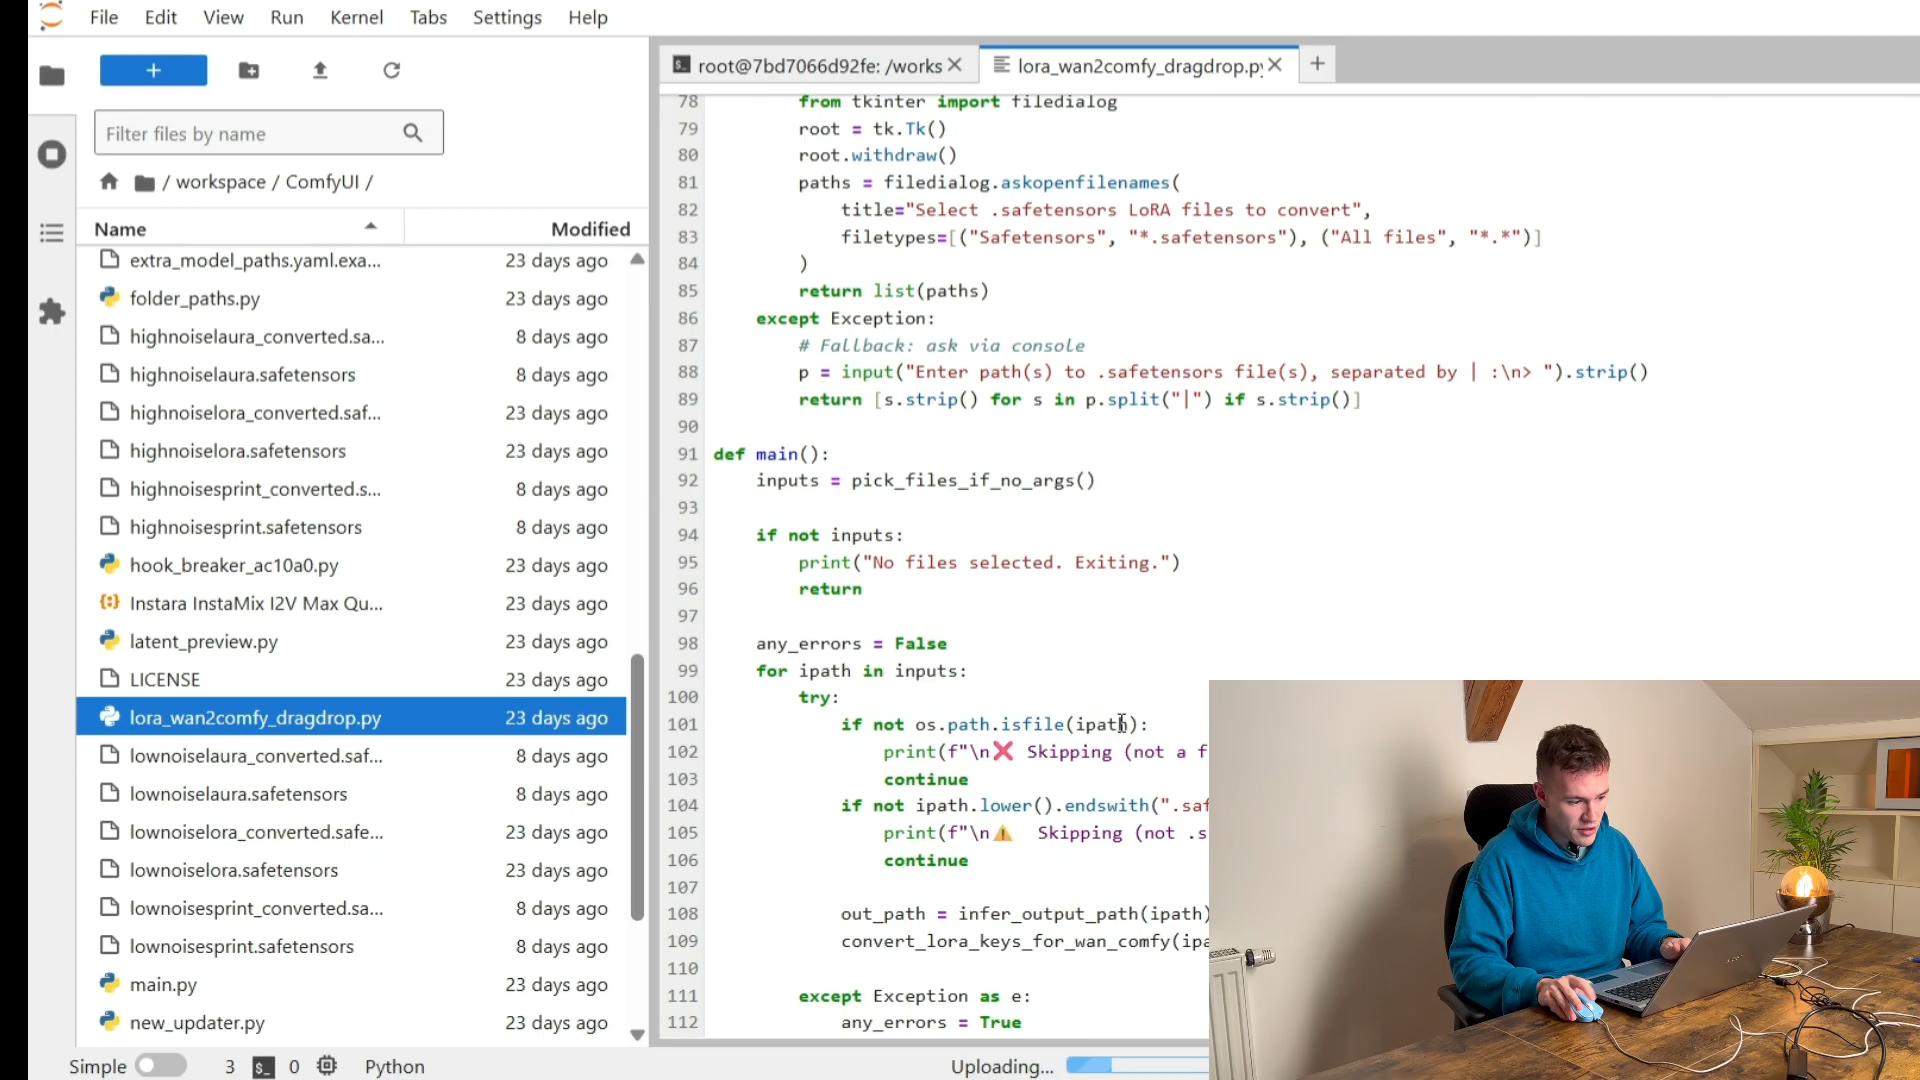 File Edit View Run Kernel Tabs Settings Help
root@7bd7066d92fe: /works
lora_wan2comfy_dragdrop.py
Filter files by name
/ workspace / ComfyUI /
Name Modified
extra_model_paths.yaml.exa... 23 days ago
folder_paths.py 23 days ago
highnoiselaura_converted.sa... 8 days ago
highnoiselaura.safetensors 8 days ago
highnoiselora_converted.saf... 23 days ago
highnoiselora.safetensors 23 days ago
highnoisesprint_converted.s... 8 days ago
highnoisesprint.safetensors 8 days ago
hook_breaker_ac10a0.py 23 days ago
Instara InstaMix I2V Max Qu... 23 days ago
latent_preview.py 23 days ago
LICENSE 23 days ago
lora_wan2comfy_dragdrop.py 23 days ago
lownoiselaura_converted.saf... 8 days ago
lownoiselaura.safetensors 8 days ago
lownoiselora_converted.safe... 23 days ago
lownoiselora.safetensors 23 days ago
lownoisesprint_converted.sa... 8 days ago
lownoisesprint.safetensors 8 days ago
main.py 23 days ago
new_updater.py 23 days ago
78 from tkinter import filedialog
79 root = tk.Tk()
80 root.withdraw()
81 paths = filedialog.askopenfilenames(
82 title="Select .safetensors LoRA files to convert",
83 filetypes=[("Safetensors", "*.safetensors"), ("All files", "*.*")]
84 )
85 return list(paths)
86 except Exception:
87 # Fallback: ask via console
88 p = input("Enter path(s) to .safetensors file(s), separated by | :\n> ").strip()
89 return [s.strip() for s in p.split("|") if s.strip()]
90
91 def main():
92 inputs = pick_files_if_no_args()
93
94 if not inputs:
95 print("No files selected. Exiting.")
96 return
97
98 any_errors = False
99 for ipath in inputs:
100 try:
101 if not os.path.isfile(ipath):
102 print(f"\n❌ Skipping (not a f
103 continue
104 if not ipath.lower().endswith(".saf
105 print(f"\n⚠️ Skipping (not .s
106 continue
107
108 out_path = infer_output_path(ipath)
109 convert_lora_keys_for_wan_comfy(ipa
110
111 except Exception as e:
112 any_errors = True
Simple 3 0 Python Uploading...